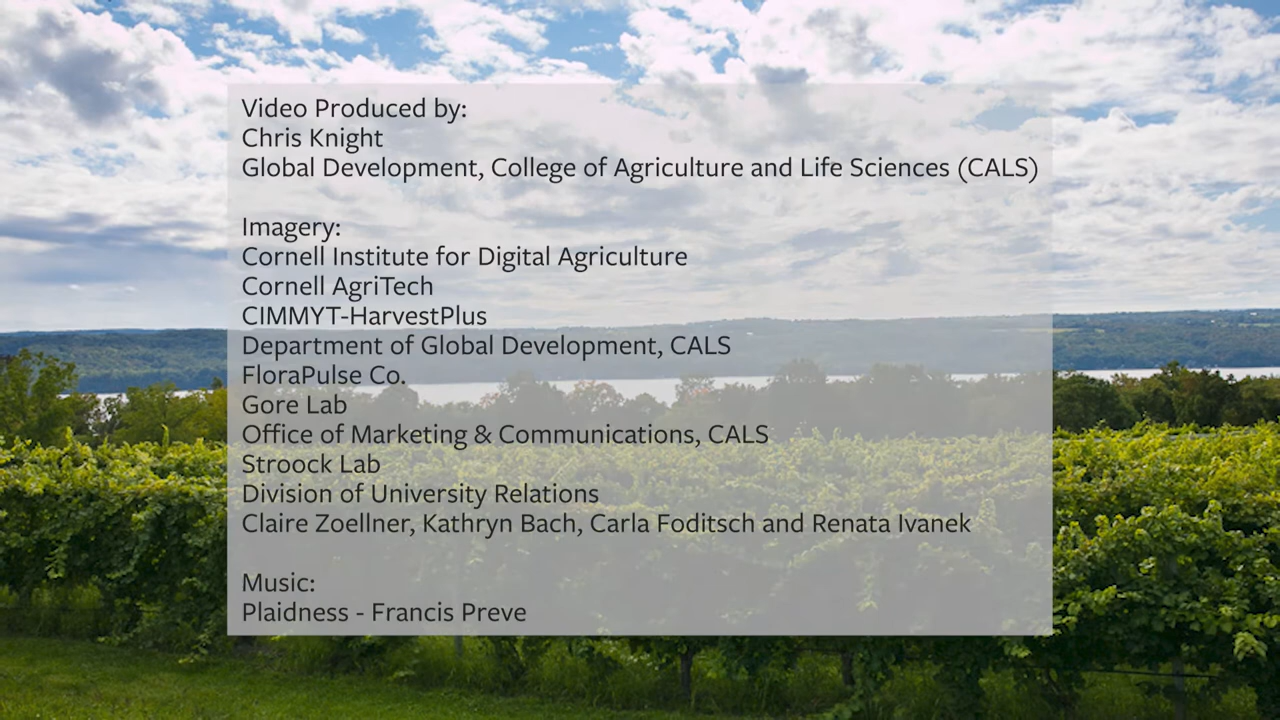 Video Produced by:
Chris Knight
Global Development, College of Agriculture and Life Sciences (CALS)
Imagery:
Cornell Institute for Digital Agriculture
Cornell AgriTech
CIMMYT-HarvestPlus
Department of Global Development, CALS
FloraPulse Co.
Gore Lab
Office of Marketing & Communications, CALS
Stroock Lab
Division of University Relations
Claire Zoellner, Kathryn Bach, Carla Foditsch and Renata Ivanek
Music:
Plaidness - Francis Preve